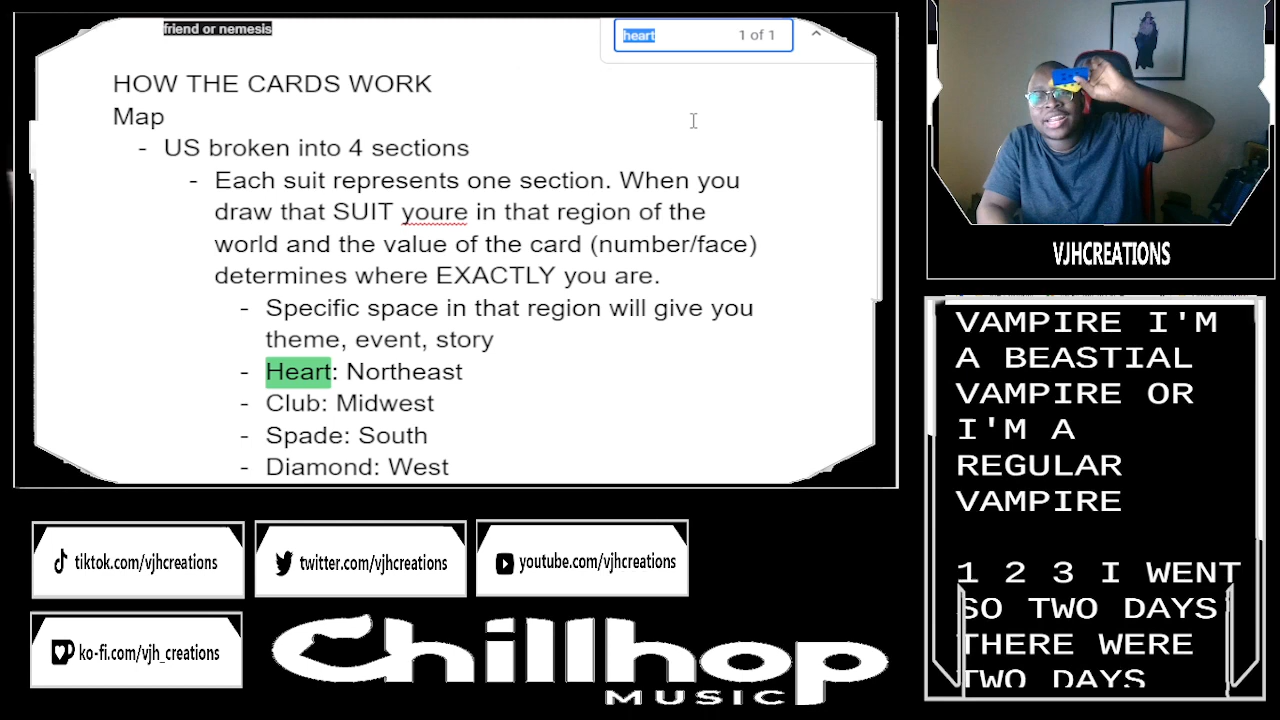 friend or nemesis
heart 1 of 1
HOW THE CARDS WORK
Map
- US broken into 4 sections
- Each suit represents one section. When you
draw that SUIT youre in that region of the
world and the value of the card (number/face)
determines where EXACTLY you are.
- Specific space in that region will give you
theme, event, story
- Heart: Northeast
- Club: Midwest
- Spade: South
- Diamond: West
VJHCREATIONS
VAMPIRE I'M
A BEASTIAL
VAMPIRE OR
I'M A
REGULAR
VAMPIRE
1 2 3 I WENT
SO TWO DAYS
THERE WERE
TWO DAYS
tiktok.com/vjhcreations
twitter.com/vjhcreations
youtube.com/vjhcreations
ko-fi.com/vjh_creations
Chillhop
MUSIC